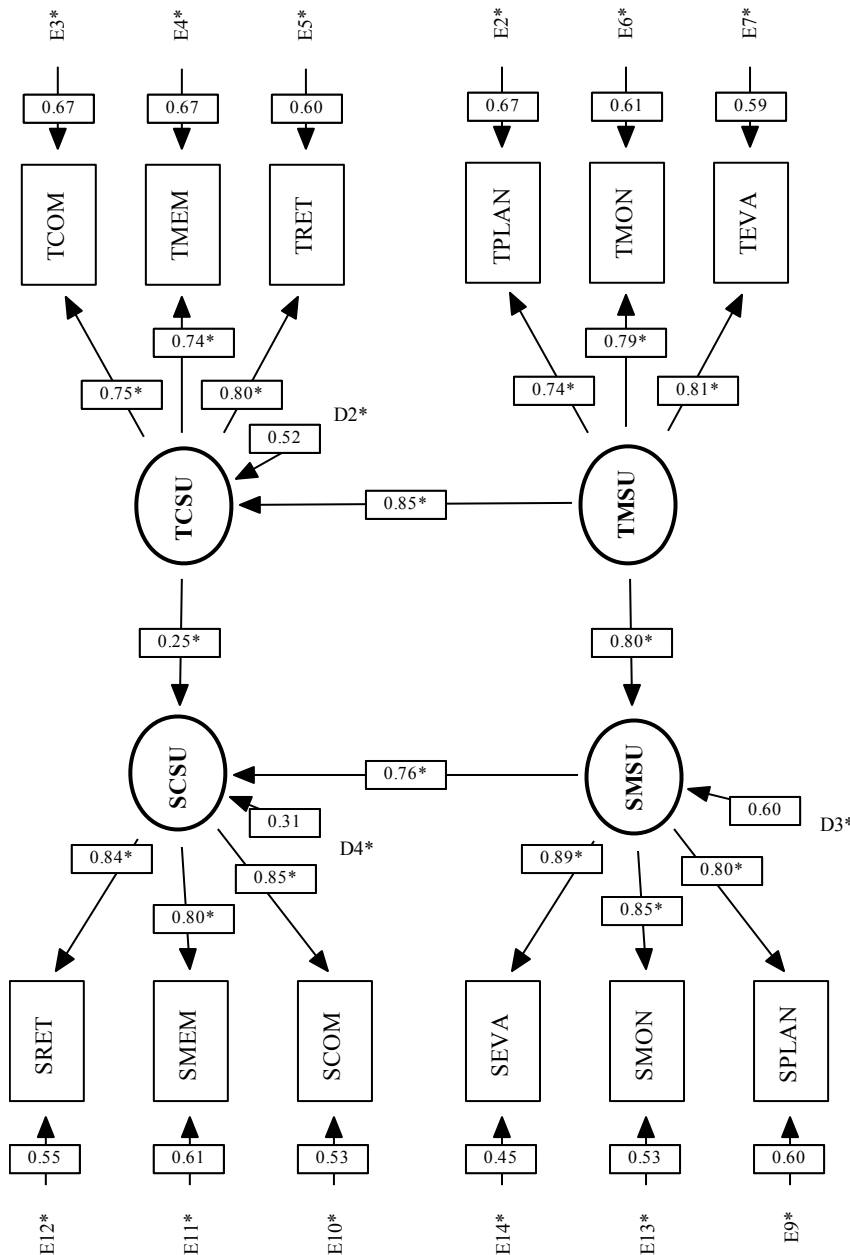 E3*
E4*
E5*
E2*
E6*
E7*
0.67
0.67
0.60
0.67
0.61
0.59
TCOM
TMEM
TRET
TPLAN
TMON
TEVA
0.75*
0.74*
0.80*
0.74*
0.79*
0.81*
D2*
0.52
TCSU
0.85*
TMSU
0.25*
0.80*
SCSU
0.76*
SMSU
0.31
D4*
0.60
D3*
0.84*
0.80*
0.85*
0.89*
0.85*
0.80*
SRET
SMEM
SCOM
SEVA
SMON
SPLAN
0.55
0.61
0.53
0.45
0.53
0.60
E12*
E11*
E10*
E14*
E13*
E9*